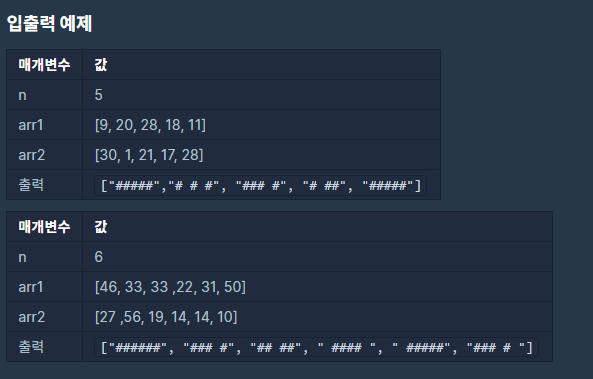 입출력 예제
매개변수 값
n 5
arr1 [9, 20, 28, 18, 11]
arr2 [30, 1, 21, 17, 28]
출력 ["#####","# # #", "### #", "# ##", "#####"]
매개변수 값
n 6
arr1 [46, 33, 33 ,22, 31, 50]
arr2 [27 ,56, 19, 14, 14, 10]
출력 ["######", "### #", "## ##", " #### ", " #####", "### # "]